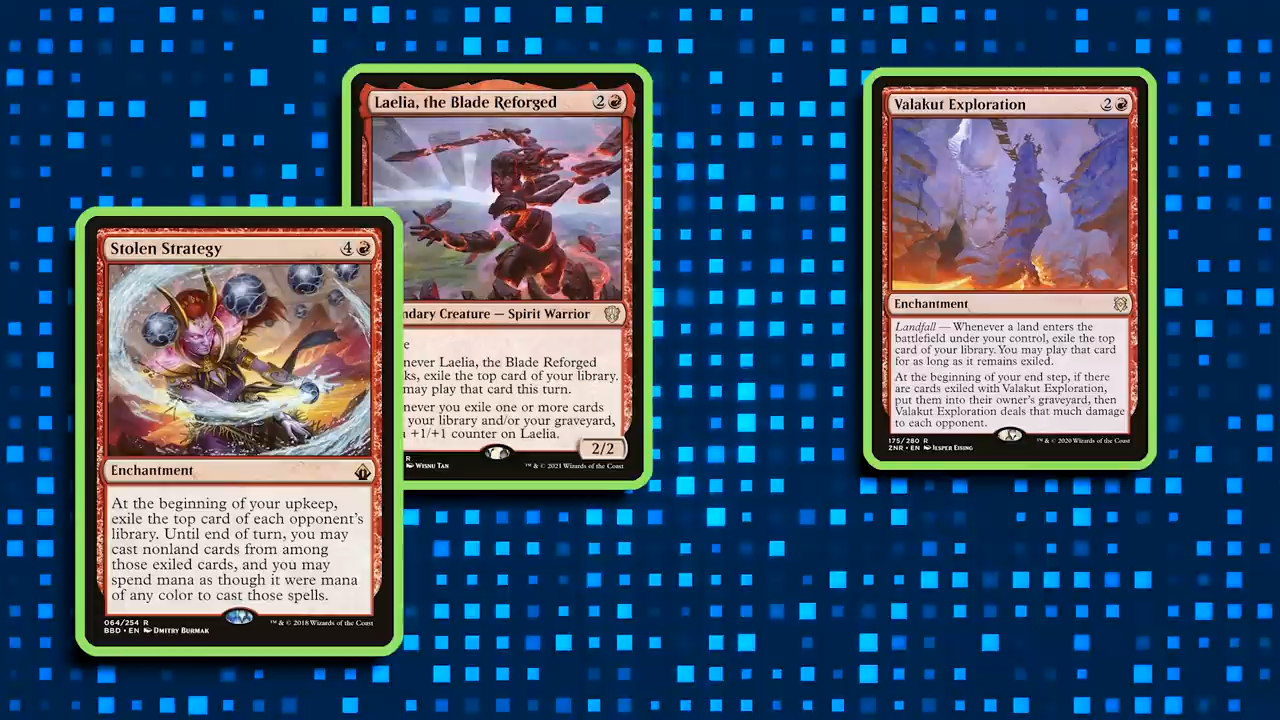 Stolen Strategy 4
Enchantment
At the beginning of your upkeep,
exile the top card of each opponent's
library. Until end of turn, you may
cast nonland cards from among
those exiled cards, and you may
spend mana as though it were mana
of any color to cast those spells.
064/254 R
BBD • EN Dmitry Burmak
™ & © 2018 Wizards of the Coast
Laelia, the Blade Reforged 2
ndary Creature — Spirit Warrior
e
never Laelia, the Blade Reforged
ks, exile the top card of your library.
may play that card this turn.
never you exile one or more cards
your library and/or your graveyard,
a +1/+1 counter on Laelia.
2/2
R
Wisnu Tan
™ & © 2021 Wizards of the Coast
Valakut Exploration 2
Enchantment
Landfall — Whenever a land enters the
battlefield under your control, exile the top
card of your library. You may play that card
for as long as it remains exiled.
At the beginning of your end step, if there
are cards exiled with Valakut Exploration,
put them into their owner's graveyard, then
Valakut Exploration deals that much damage
to each opponent.
175/280 R
ZNR • EN Jesper Ejsing
™ & © 2020 Wizards of the Coast